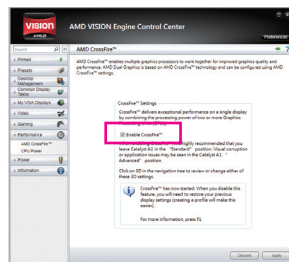 VISION
AMD
AMD VISION Engine Control Center
Preferences
Search
AMD CrossFire™
Pinned
Presets
Desktop Management
Common Display Tasks
My VGA Displays
Video
Gaming
Performance
AMD CrossFire™
CPU Power
Power
Information
AMD CrossFire™ enables multiple graphics processors to work together for improved graphics quality and
performance. AMD Dual Graphics is based on AMD CrossFire™ technology and can be configured using AMD
CrossFire™ settings.
CrossFire™ Settings
CrossFire™ delivers exceptional performance on a single display
by combining the processing power of two or more Graphics
Enable CrossFire™
highly recommended that you
leave Catalyst A.I. in the "Standard" position. Visual corruption
or application issues may be seen in the Catalyst A.I. "
Advanced" position.
Click on 3D in the navigation tree to review or change either of
these 3D settings.
CrossFire™ has now started. When you disable this
feature, you will need to restore your previous
display settings (creating a profile will make this
easier).
For more information, press F1
Discard
Apply